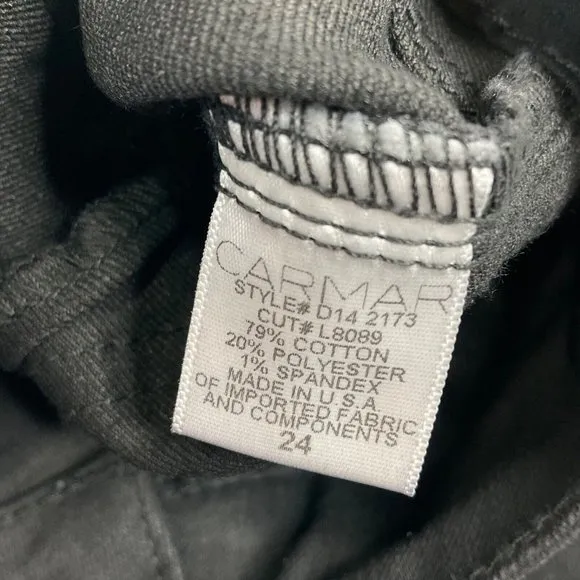 CARMAR
STYLE# D14 2173
CUT# L8089
79% COTTON
20% POLYESTER
1% SPANDEX
MADE IN U.S.A
OF IMPORTED FABRIC
AND COMPONENTS
24